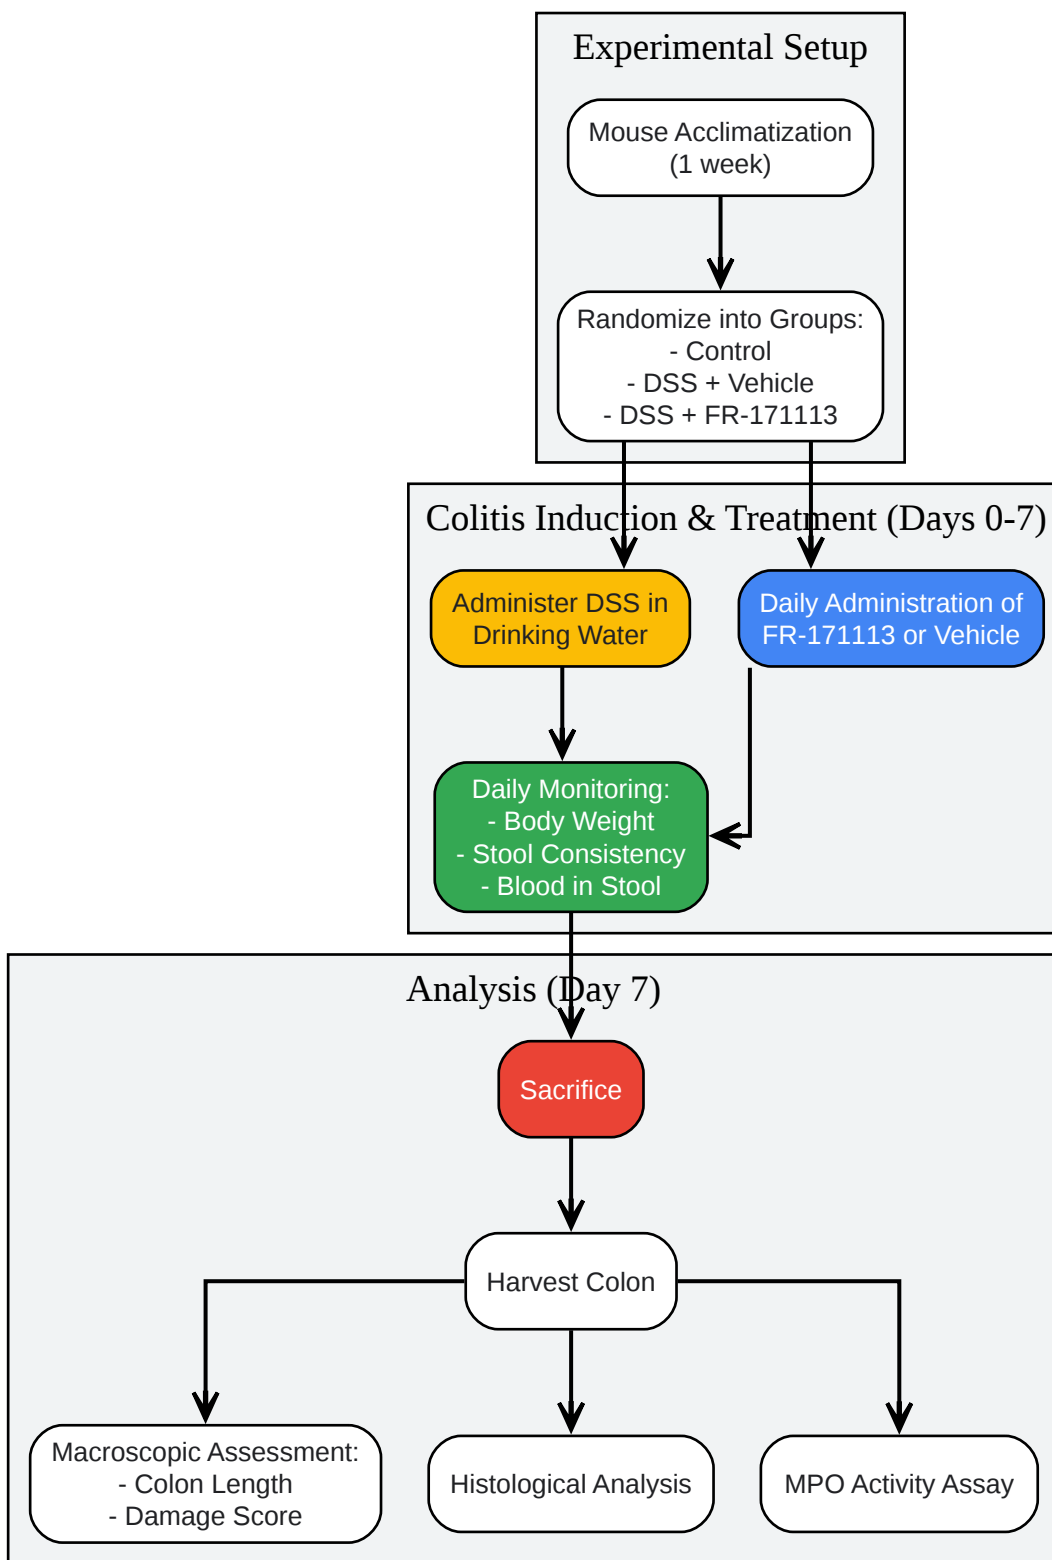 Experimental Setup
Mouse Acclimatization
(1 week)
Randomize into Groups:
- Control
- DSS + Vehicle
- DSS + FR-171113
Colitis Induction & Treatment (Days 0-7)
Administer DSS in
Drinking Water
Daily Administration of
FR-171113 or Vehicle
Daily Monitoring:
- Body Weight
- Stool Consistency
- Blood in Stool
Analysis (Day 7)
Sacrifice
Harvest Colon
Macroscopic Assessment:
- Colon Length
- Damage Score
Histological Analysis
MPO Activity Assay